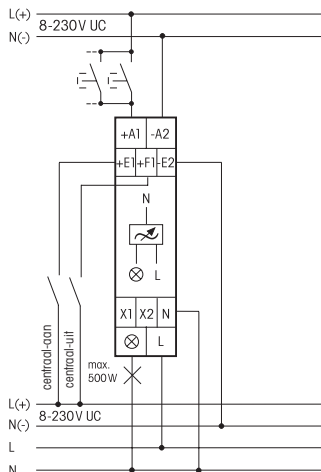 L(+)
8-230V UC
N(-)
+A1 -A2
+E1 +F1 -E2
N
L
X1 X2 N
L
centraal-aan
centraal-uit
max.
500W
L(+)
8-230V UC
N(-)
L
N